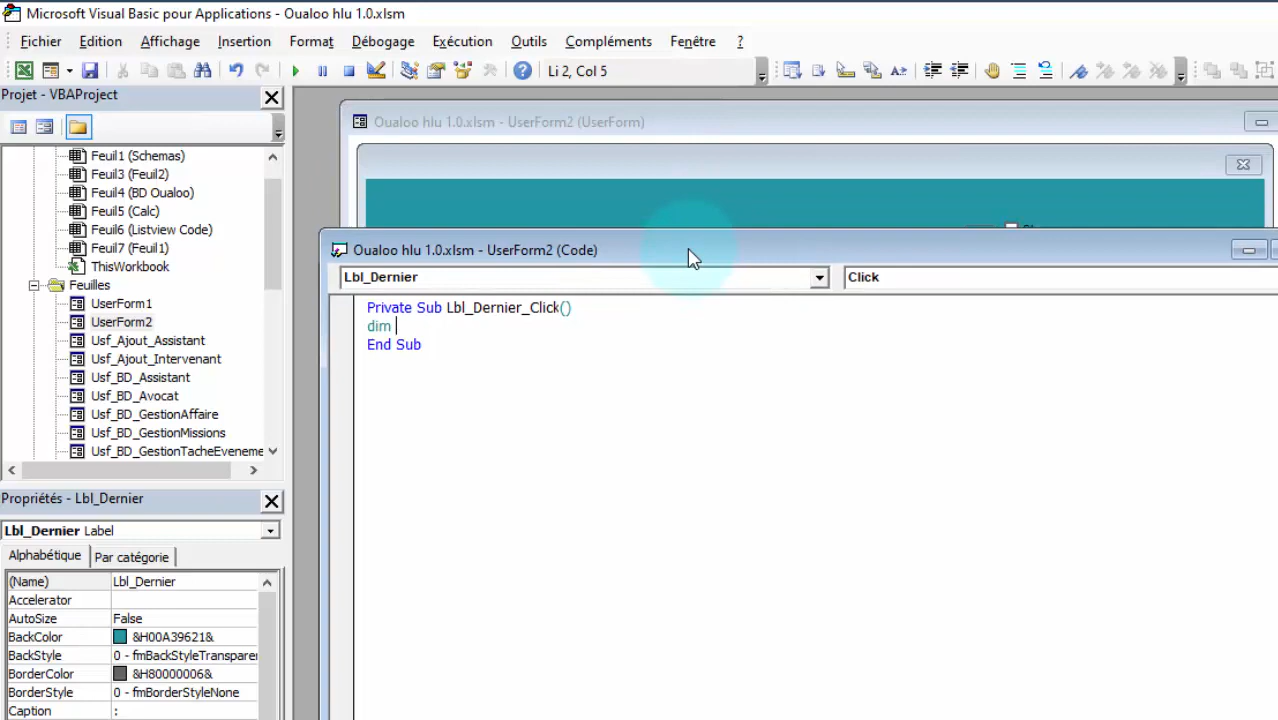 Microsoft Visual Basic pour Applications - Oualoo hlu 1.0.xlsm
Fichier Edition Affichage Insertion Format Débogage Exécution Outils Compléments Fenêtre ?
Li 2, Col 5
Projet - VBAProject
Feuil1 (Schemas)
Feuil3 (Feuil2)
Feuil4 (BD Oualoo)
Feuil5 (Calc)
Feuil6 (Listview Code)
Feuil7 (Feuil1)
ThisWorkbook
Feuilles
UserForm1
UserForm2
Usf_Ajout_Assistant
Usf_Ajout_Intervenant
Usf_BD_Assistant
Usf_BD_Avocat
Usf_BD_GestionAffaire
Usf_BD_GestionMissions
Usf_BD_GestionTacheEveneme
Propriétés - Lbl_Dernier
Lbl_Dernier Label
Alphabétique Par catégorie
(Name) Lbl_Dernier
Accelerator
AutoSize False
BackColor &H00A39621&
BackStyle 0 - fmBackStyleTranspare
BorderColor &H80000006&
BorderStyle 0 - fmBorderStyleNone
Caption :
Oualoo hlu 1.0.xlsm - UserForm2 (UserForm)
Oualoo hlu 1.0.xlsm - UserForm2 (Code)
Lbl_Dernier Click
Private Sub Lbl_Dernier_Click()
dim
End Sub